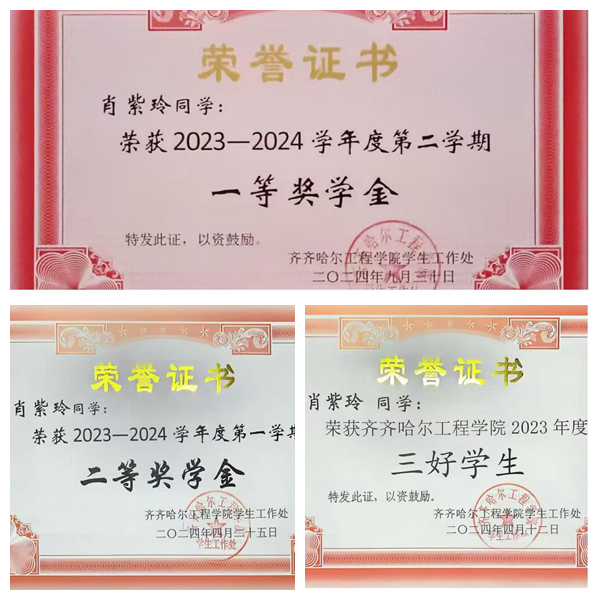 荣誉证书
肖紫玲同学：
荣获2023—2024学年度第二学期
一等奖学金
特发此证，以资鼓励。
齐齐哈尔工程学院学生工作处
二〇二四年九月三十日
荣誉证书
肖紫玲同学：
荣获2023—2024学年度第一学期
二等奖学金
齐齐哈尔工程学院学生工作处
二〇二四年四月二十五日
学生工作处
荣誉证书
肖紫玲 同学：
荣获齐齐哈尔工程学院2023年度
三好学生
特发此证，以资鼓励。
齐齐哈尔工程学院学生工作处
二〇二四年四月十二日